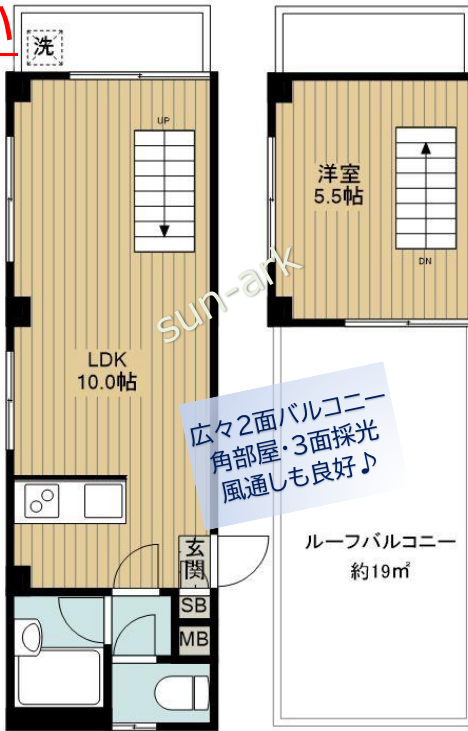 洗
UP
LDK
10.0帖
玄
関
SB
MB
洋室
5.5帖
DN
sun-ark
広々2面バルコニー
角部屋・3面採光
風通しも良好♪
ルーフバルコニー
約19㎡